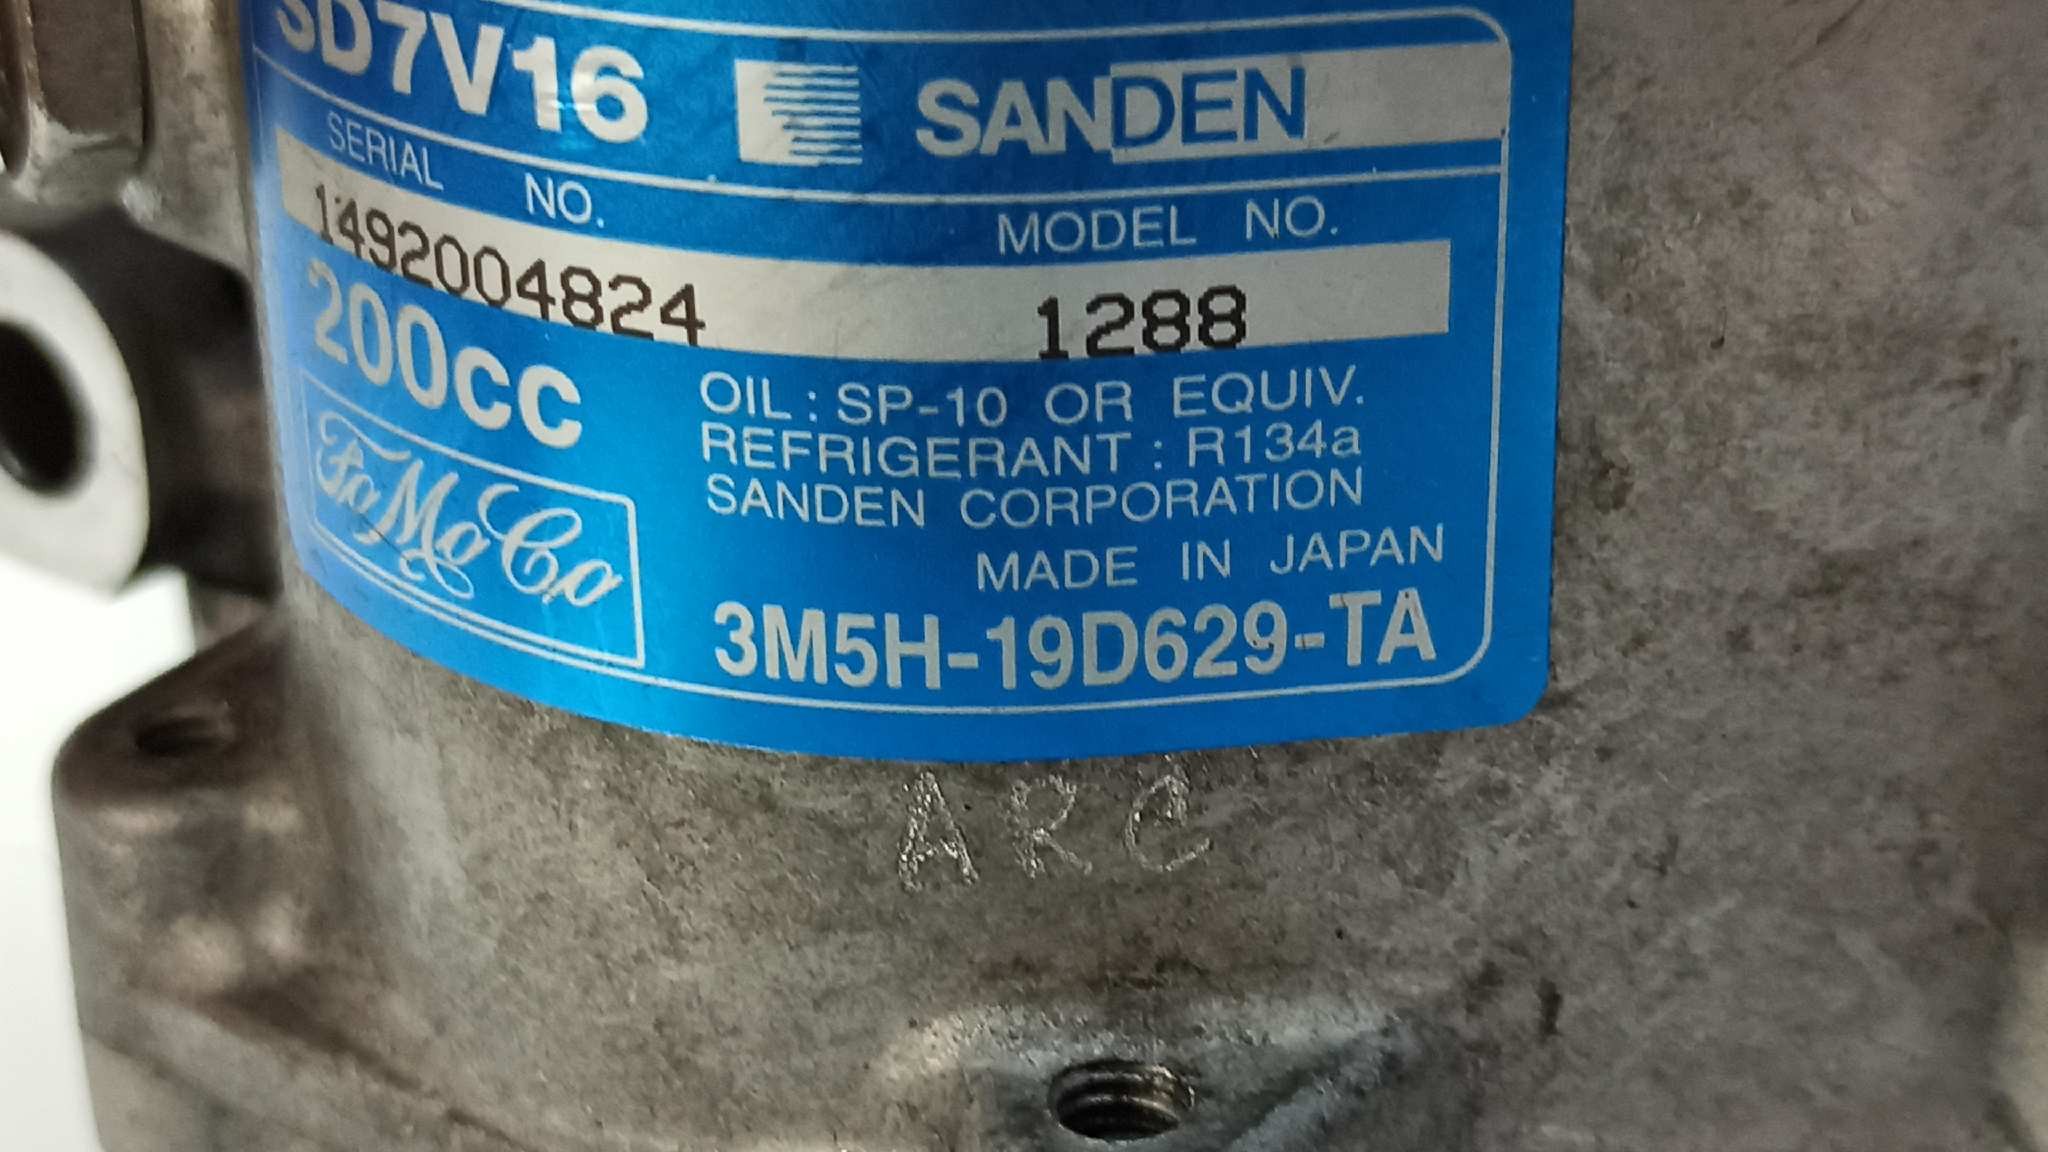 SD7V16 SANDEN
SERIAL NO. MODEL NO.
1492004824 1288
200CC
OIL : SP-10 OR EQUIV.
REFRIGERANT : R134a
SANDEN CORPORATION
MADE IN JAPAN
FoMoCo
3M5H-19D629-TA
ARC